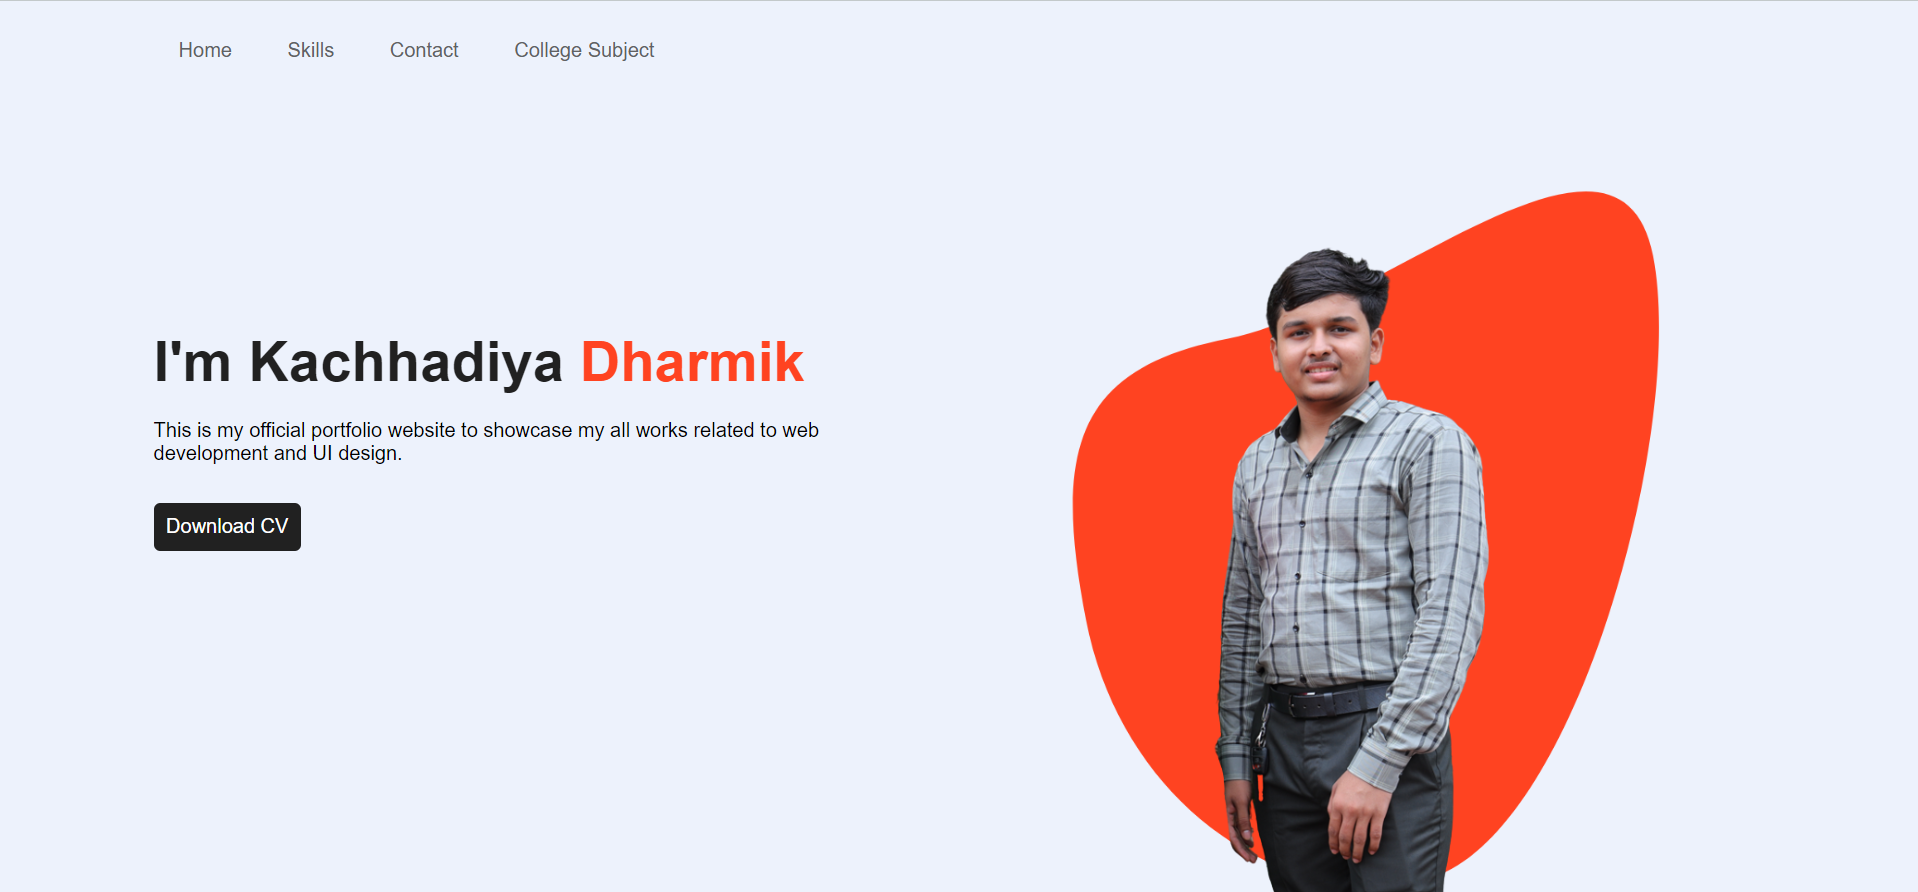 Home Skills Contact College Subject
I'm Kachhadiya Dharmik
This is my official portfolio website to showcase my all works related to web
development and UI design.
Download CV